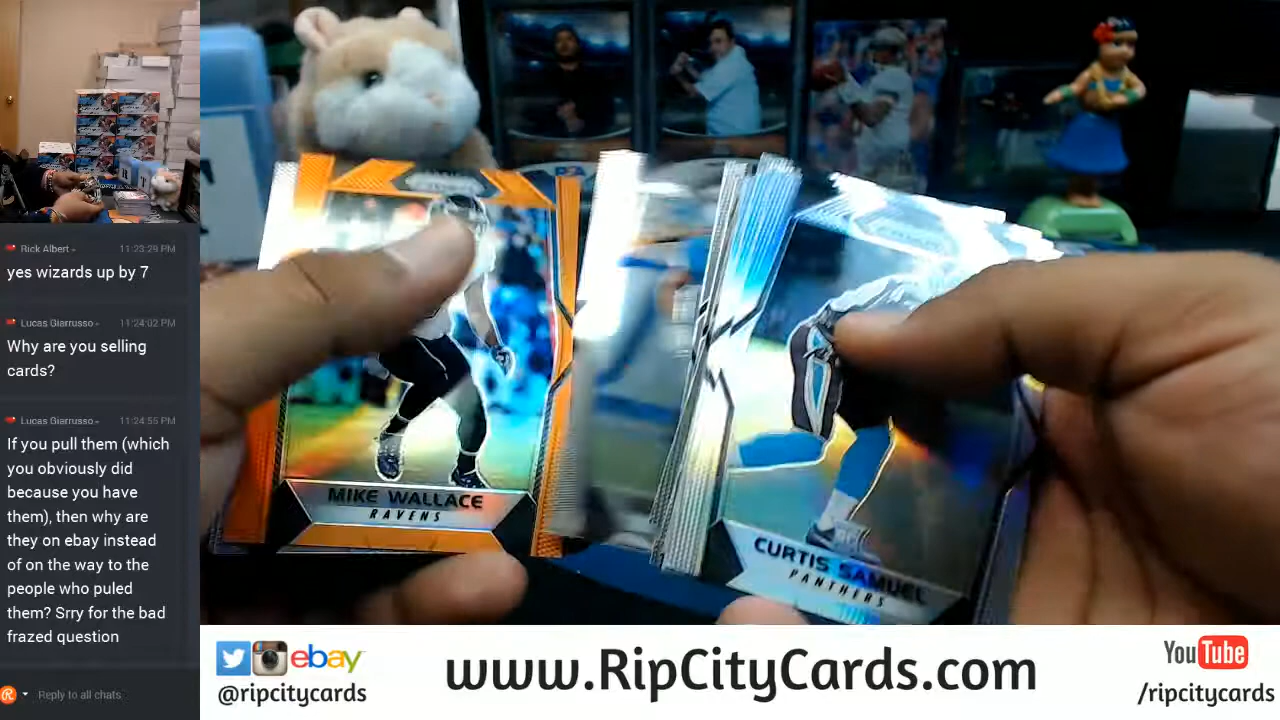 Rick Albert
11:23:29 PM
yes wizards up by 7
Lucas Giarrusso
11:24:02 PM
Why are you selling
cards?
Lucas Giarrusso
11:24:55 PM
If you pull them (which
you obviously did
because you have
them), then why are
they on ebay instead
of on the way to the
people who puled
them? Srry for the bad
frazed question
Reply to all chats
MIKE WALLACE
RAVENS
CURTIS SAMUEL
PANTHERS
ebay
@ripcitycards
www.RipCityCards.com
YouTube
/ripcitycards